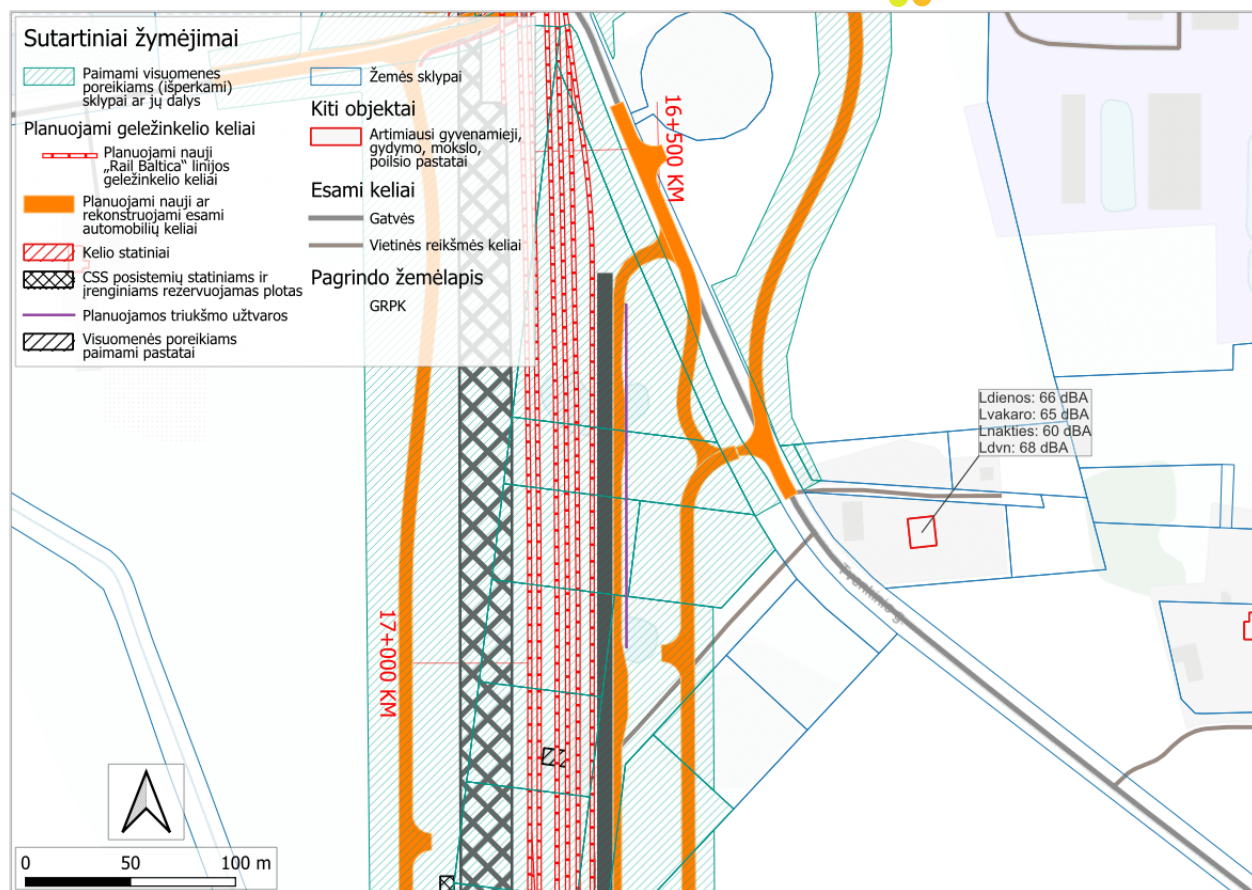 Sutartiniai žymėjimai
Paimami visuomenes
poreikiams (išperkami)
sklypai ar jų dalys
Planuojami geležinkelio keliai
Planuojami nauji
„Rail Baltica“ linijos
geležinkelio keliai
Planuojami nauji ar
rekonstruojami esami
automobilių keliai
Kelio statiniai
CSS posistemių statiniams ir
įrenginiams rezervuojamas plotas
Planuojamos triukšmo užtvaros
Visuomenės poreikiams
paimami pastatai
Žemės sklypai
Kiti objektai
Artimiausi gyvenamieji,
gydymo, mokslo,
poilsio pastatai
Esami keliai
Gatvės
Vietinės reikšmės keliai
Pagrindo žemėlapis
GRPK
16+500 KM
Ldienos: 66 dBA
Lvakaro: 65 dBA
Lnakties: 60 dBA
Ldvn: 68 dBA
17+000 KM
0 50 100 m